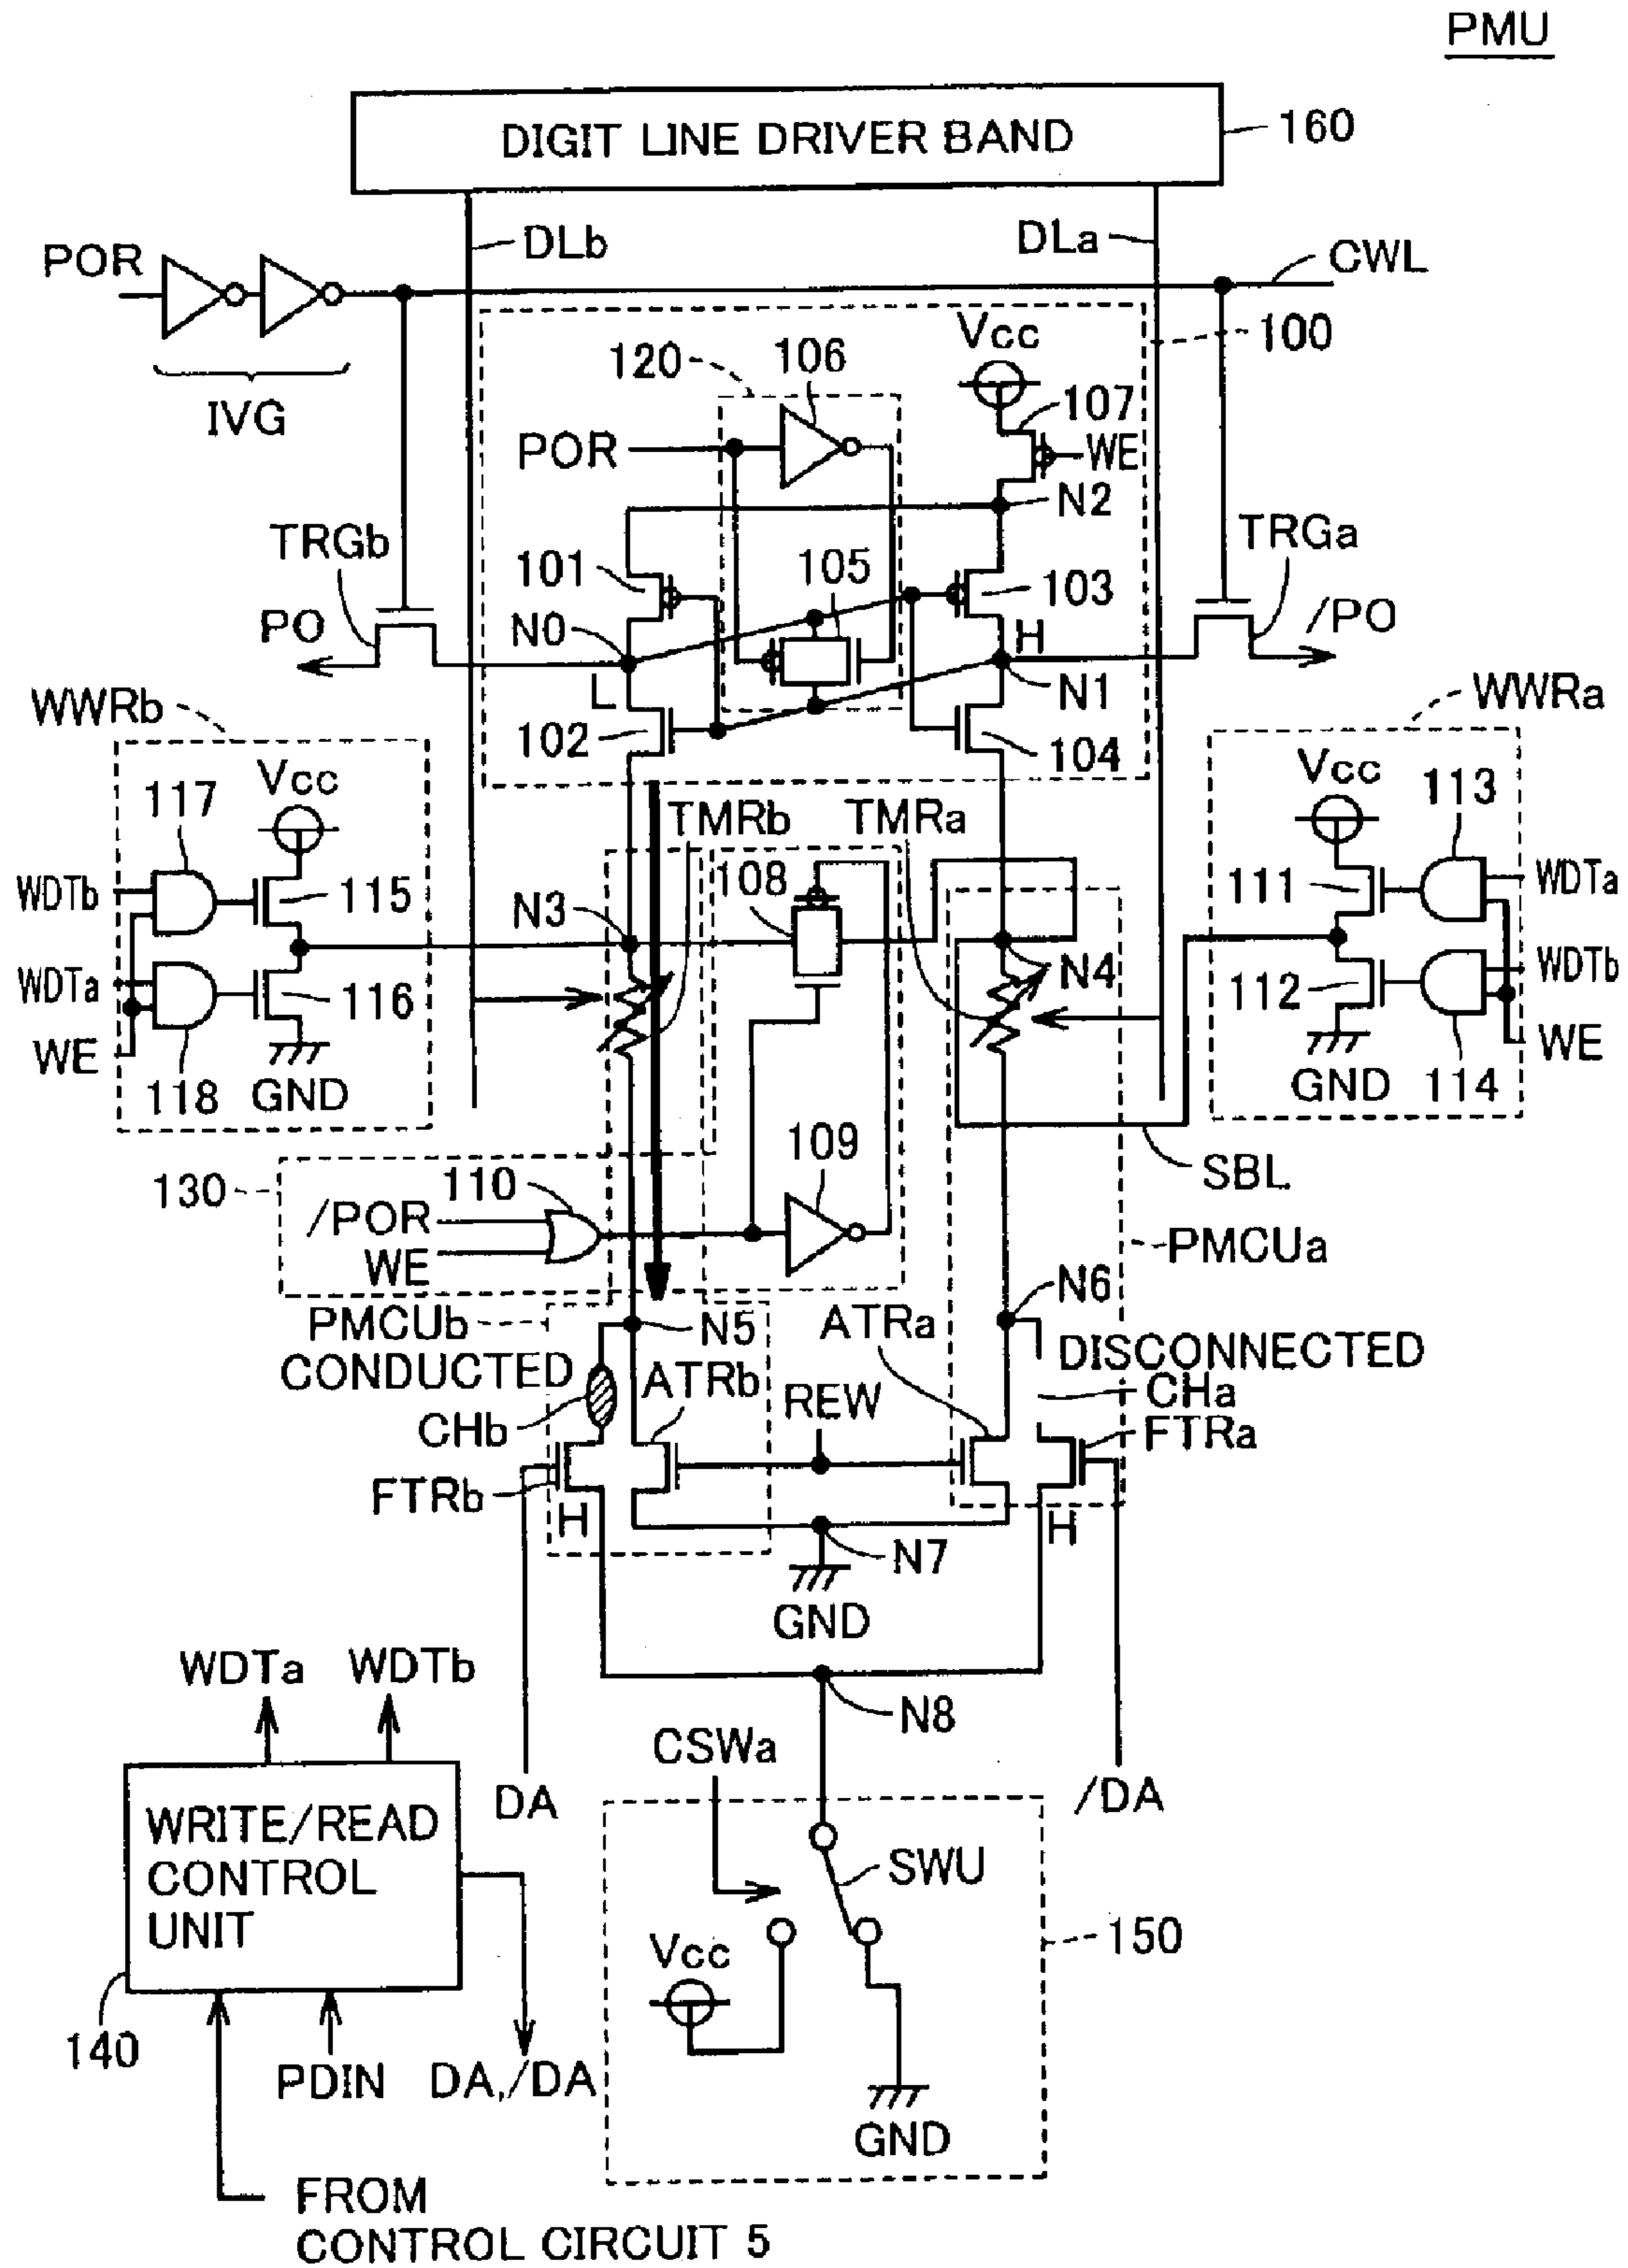 PMU
DIGIT LINE DRIVER BAND
160
DLb
DLa
POR
CWL
IVG
Vcc
100
120
106
107
POR
WE
N2
TRGb
TRGa
101
105
103
PO
N0
H
/PO
L
N1
WWRb
WWRa
102
104
117
Vcc
TMRb
TMRa
Vcc
113
WDTb
115
N3
108
111
WDTa
WDTa
116
N4
112
WDTb
WE
118
GND
GND
114
WE
109
SBL
130
110
/POR
WE
PMCUa
N6
PMCUb
N5
ATRa
CONDUCTED
DISCONNECTED
ATRb
REW
CHa
CHb
FTRa
FTRb
H
H
N7
GND
WDTa
WDTb
N8
CSWa
DA
/DA
WRITE/READ
CONTROL
UNIT
SWU
150
Vcc
140
PDIN
DA,/DA
GND
FROM
CONTROL CIRCUIT 5